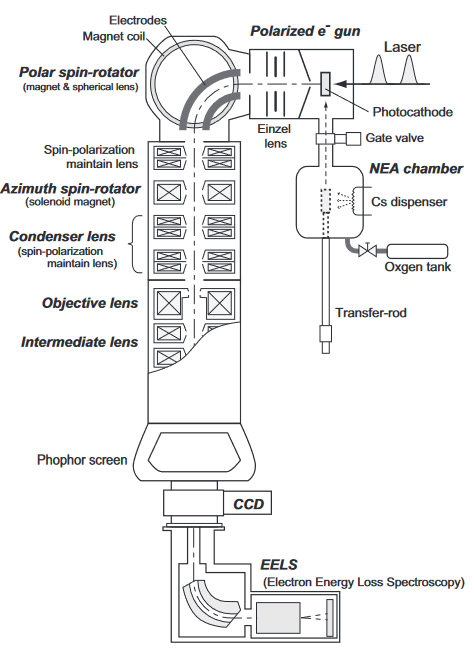 Electrodes
Magnet coil
Polarized e⁻ gun
Laser
Polar spin-rotator
(magnet & spherical lens)
Photocathode
Einzel
lens
Gate valve
Spin-polarization
maintain lens
NEA chamber
Azimuth spin-rotator
(solenoid magnet)
Cs dispenser
Condenser lens
(spin-polarization
maintain lens)
Oxgen tank
Objective lens
Transfer-rod
Intermediate lens
Phophor screen
CCD
EELS
(Electron Energy Loss Spectroscopy)